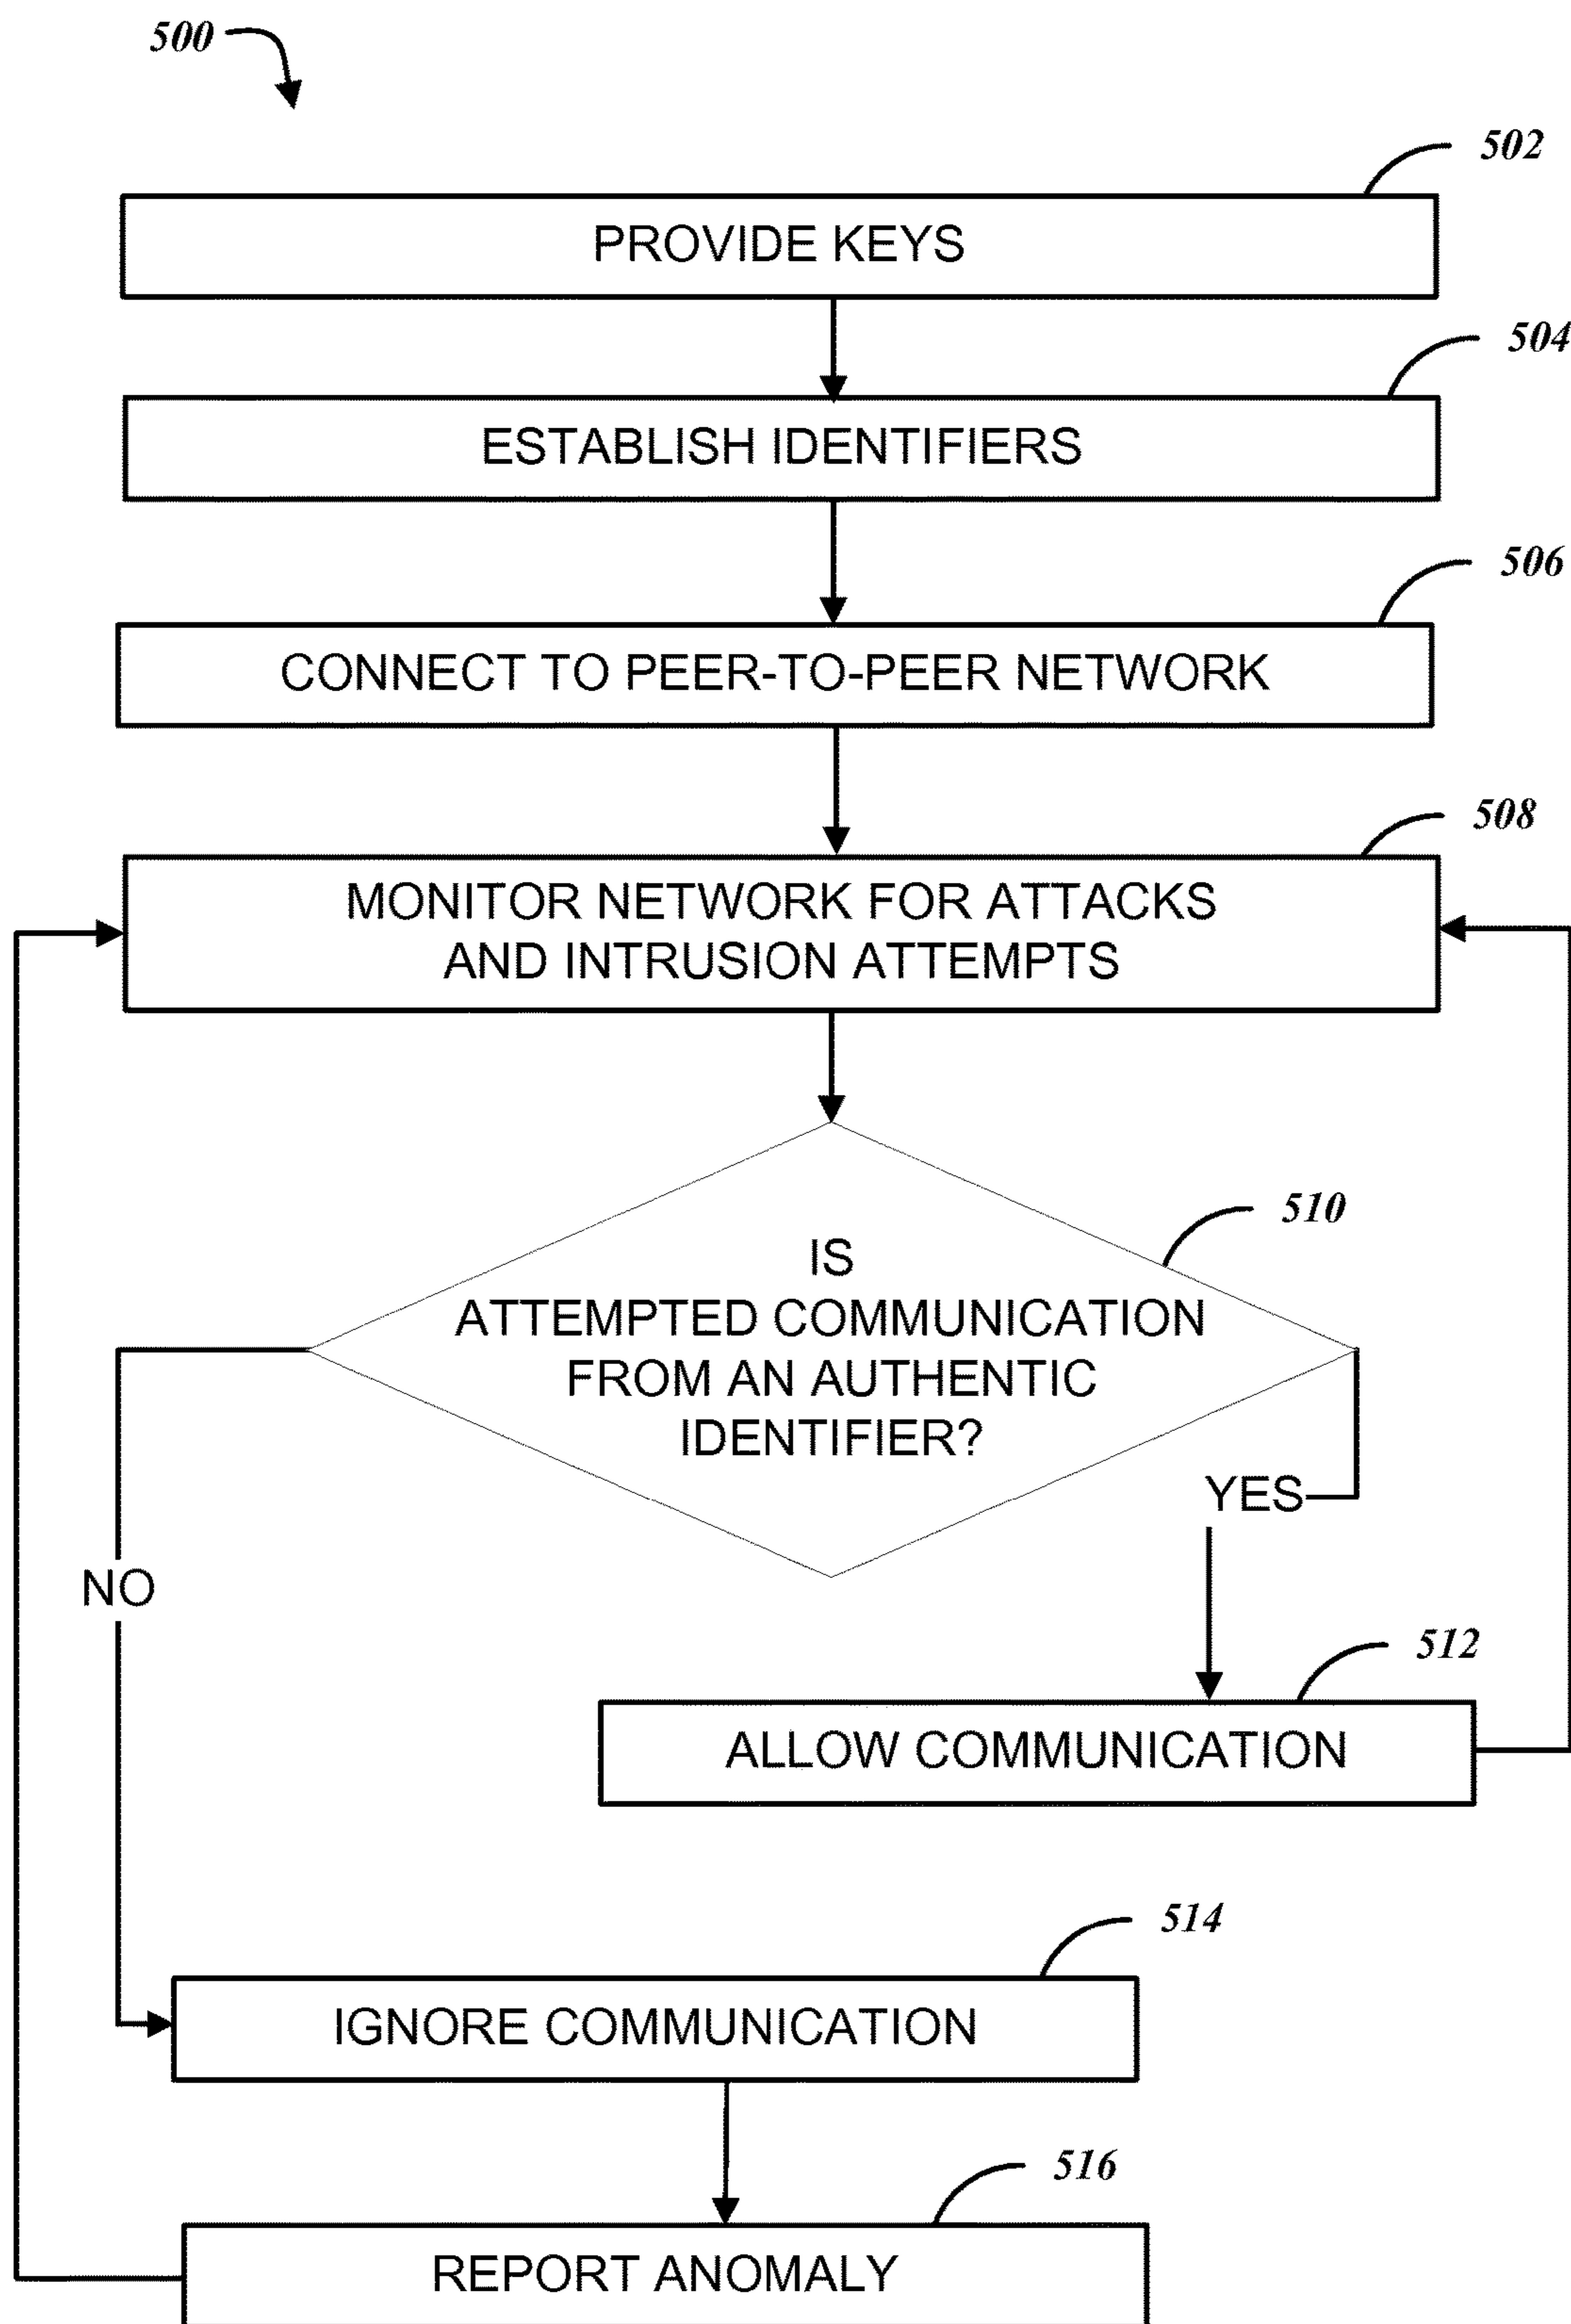 500
502
PROVIDE KEYS
504
ESTABLISH IDENTIFIERS
506
CONNECT TO PEER-TO-PEER NETWORK
508
MONITOR NETWORK FOR ATTACKS
AND INTRUSION ATTEMPTS
510
IS
ATTEMPTED COMMUNICATION
FROM AN AUTHENTIC
IDENTIFIER?
YES
NO
512
ALLOW COMMUNICATION
514
IGNORE COMMUNICATION
516
REPORT ANOMALY